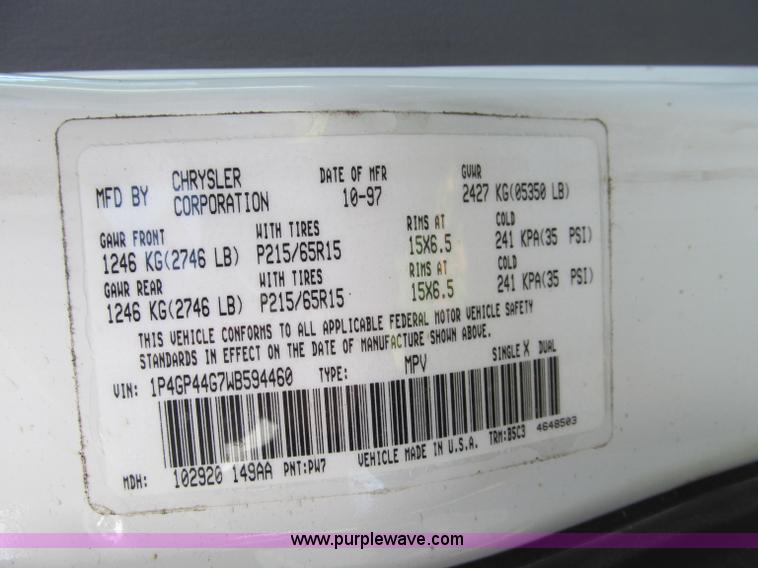 MFD BY CHRYSLER CORPORATION DATE OF MFR 10-97 GVWR 2427 KG(05350 LB)
GAWR FRONT WITH TIRES RIMS AT COLD
1246 KG(2746 LB) P215/65R15 15X6.5 241 KPA(35 PSI)
GAWR REAR WITH TIRES RIMS AT COLD
1246 KG(2746 LB) P215/65R15 15X6.5 241 KPA(35 PSI)
THIS VEHICLE CONFORMS TO ALL APPLICABLE FEDERAL MOTOR VEHICLE SAFETY
STANDARDS IN EFFECT ON THE DATE OF MANUFACTURE SHOWN ABOVE.
VIN: 1P4GP44G7WB594460 TYPE: MPV SINGLE X DUAL
MDH: 102920 149AA PNT:PW7 VEHICLE MADE IN U.S.A. TRM:B5C3 4648503
www.purplewave.com